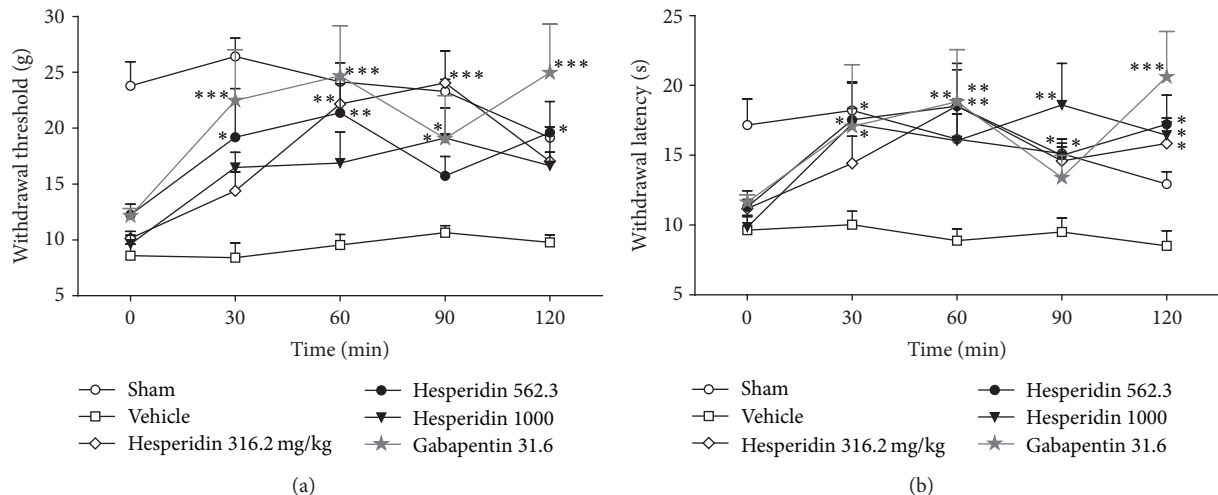 30
25
20
15
10
5
Withdrawal threshold (g)
***
*
***
**
**
***
*
*
***
*
0 30 60 90 120
Time (min)
Sham
Vehicle
Hesperidin 316.2 mg/kg
Hesperidin 562.3
Hesperidin 1000
Gabapentin 31.6
(a)
25
20
15
10
5
Withdrawal latency (s)
*
*
*
**
**
**
**
*
*
***
*
*
*
0 30 60 90 120
Time (min)
Sham
Vehicle
Hesperidin 316.2 mg/kg
Hesperidin 562.3
Hesperidin 1000
Gabapentin 31.6
(b)